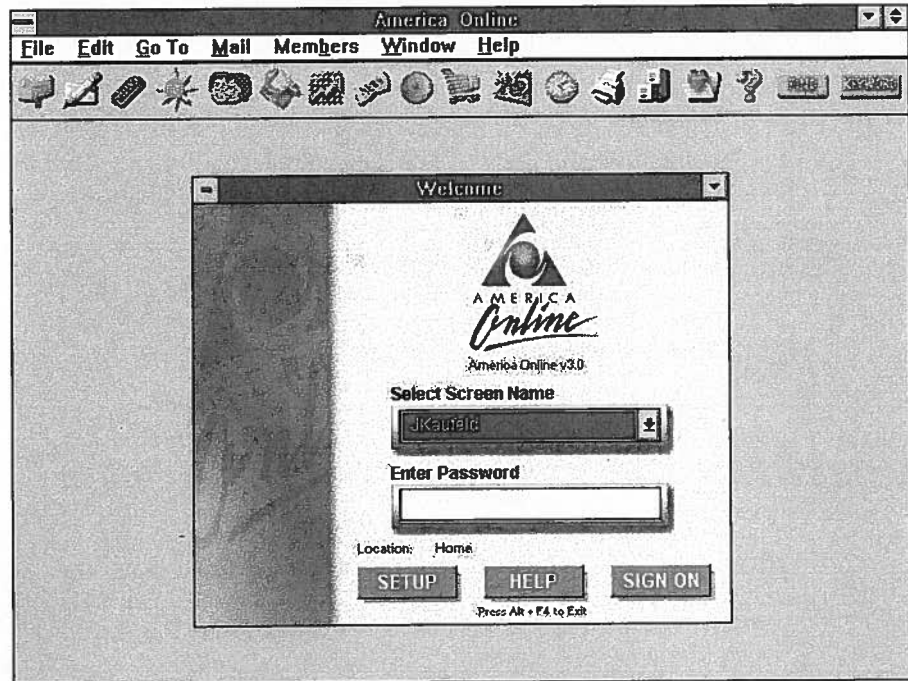 America Online
File Edit Go To Mail Members Window Help
Welcome
AMERICA
Online
America Online v3.0
Select Screen Name
JKaufeld
Enter Password
Location: Home
SETUP HELP SIGN ON
Press Alt + F4 to Exit